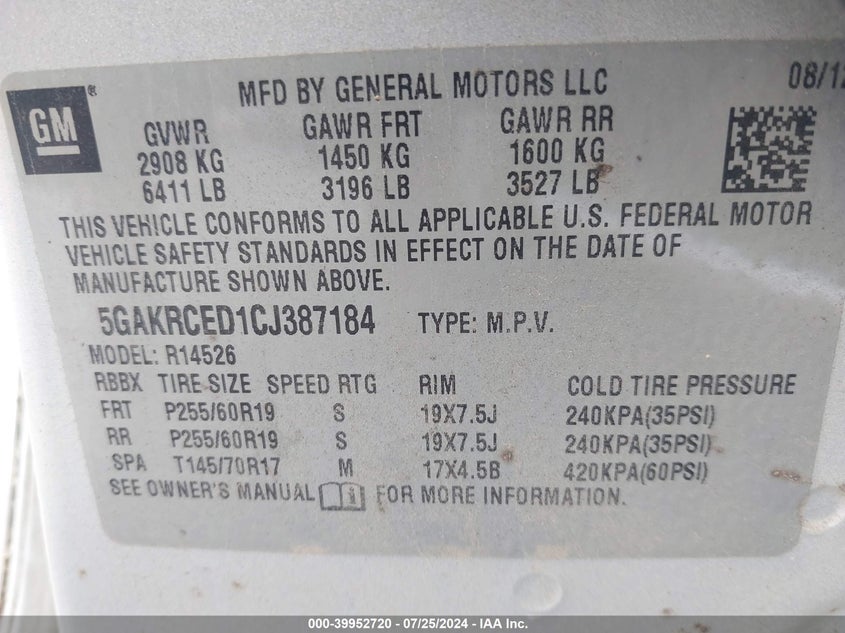 MFD BY GENERAL MOTORS LLC 08/12
GM®
GVWR GAWR FRT GAWR RR
2908 KG 1450 KG 1600 KG
6411 LB 3196 LB 3527 LB
THIS VEHICLE CONFORMS TO ALL APPLICABLE U.S. FEDERAL MOTOR
VEHICLE SAFETY STANDARDS IN EFFECT ON THE DATE OF
MANUFACTURE SHOWN ABOVE.
5GAKRCED1CJ387184 TYPE: M.P.V.
MODEL: R14526
RBBX TIRE SIZE SPEED RTG RIM COLD TIRE PRESSURE
FRT P255/60R19 S 19X7.5J 240KPA(35PSI)
RR P255/60R19 S 19X7.5J 240KPA(35PSI)
SPA T145/70R17 M 17X4.5B 420KPA(60PSI)
SEE OWNER'S MANUAL FOR MORE INFORMATION.
000-39952720 - 07/25/2024 - IAA Inc.